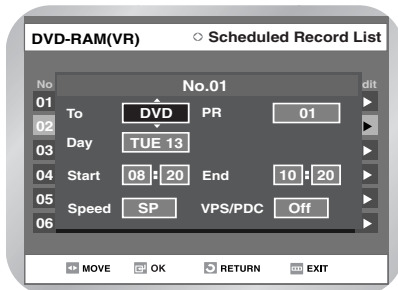 DVD-RAM(VR) Scheduled Record List
No dit
No.01
01
To DVD PR 01
02
03 Day TUE 13
04 Start 08 : 20 End 10 : 20
05
Speed SP VPS/PDC Off
06
MOVE OK RETURN EXIT